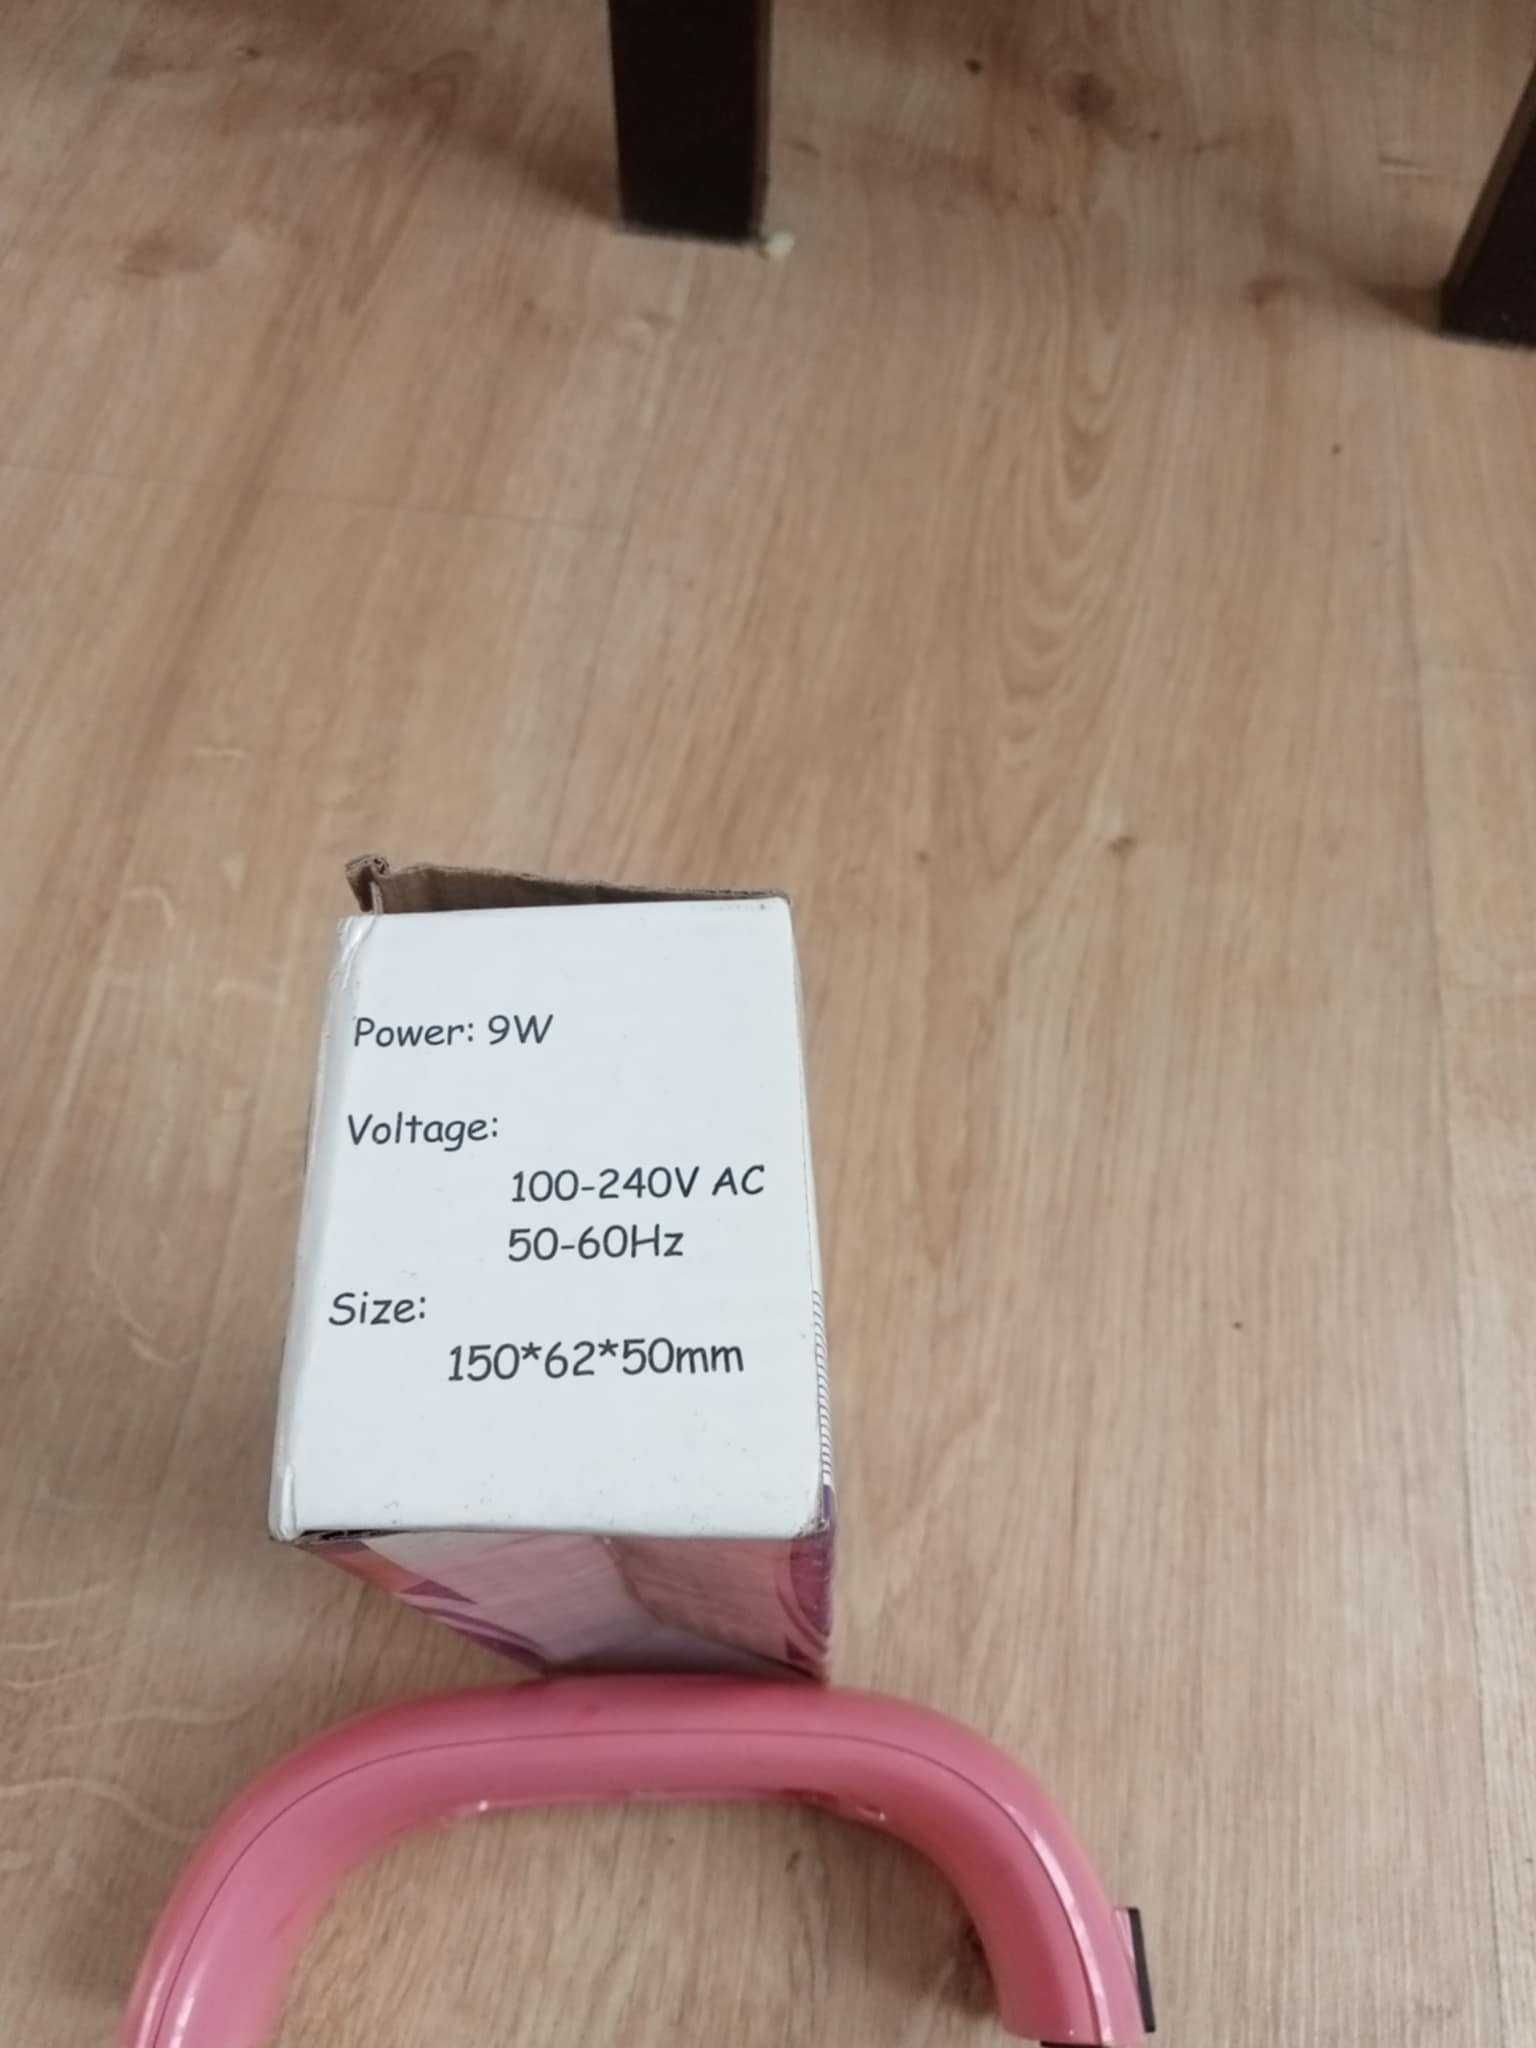 Power: 9W
Voltage:
100-240V AC
50-60Hz
Size:
150*62*50mm